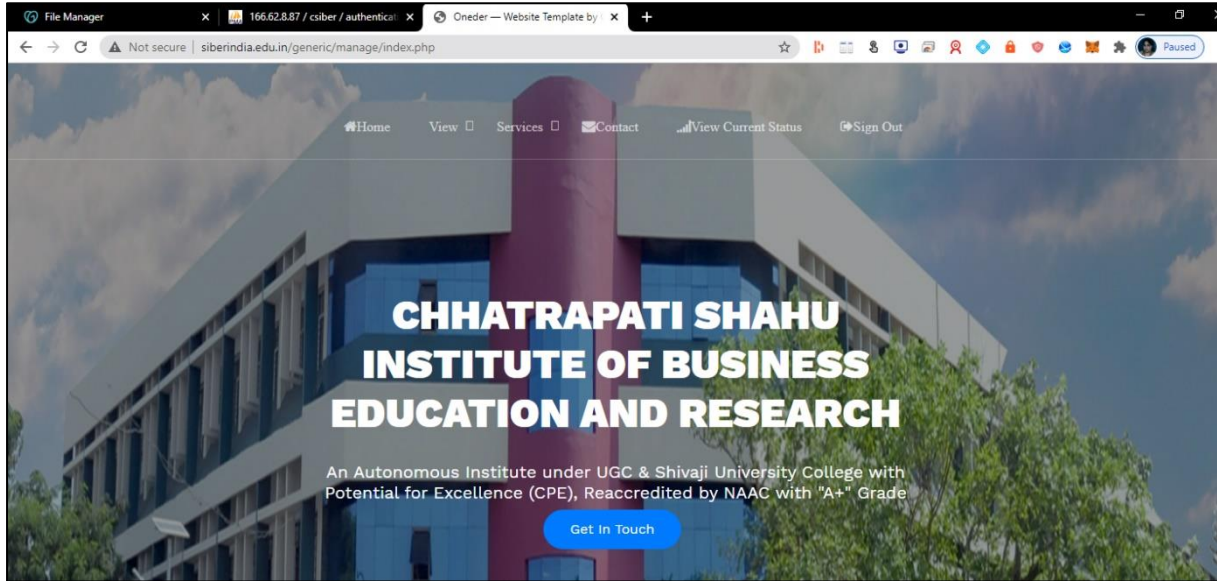 File Manager
166.62.8.87 / csiber / authenticati
Oneder — Website Template by
Not secure
siberindia.edu.in/generic/manage/index.php
Paused
Home
View
Services
Contact
View Current Status
Sign Out
CHHATRAPATI SHAHU
INSTITUTE OF BUSINESS
EDUCATION AND RESEARCH
An Autonomous Institute under UGC & Shivaji University College with
Potential for Excellence (CPE), Reaccredited by NAAC with "A+" Grade
Get In Touch